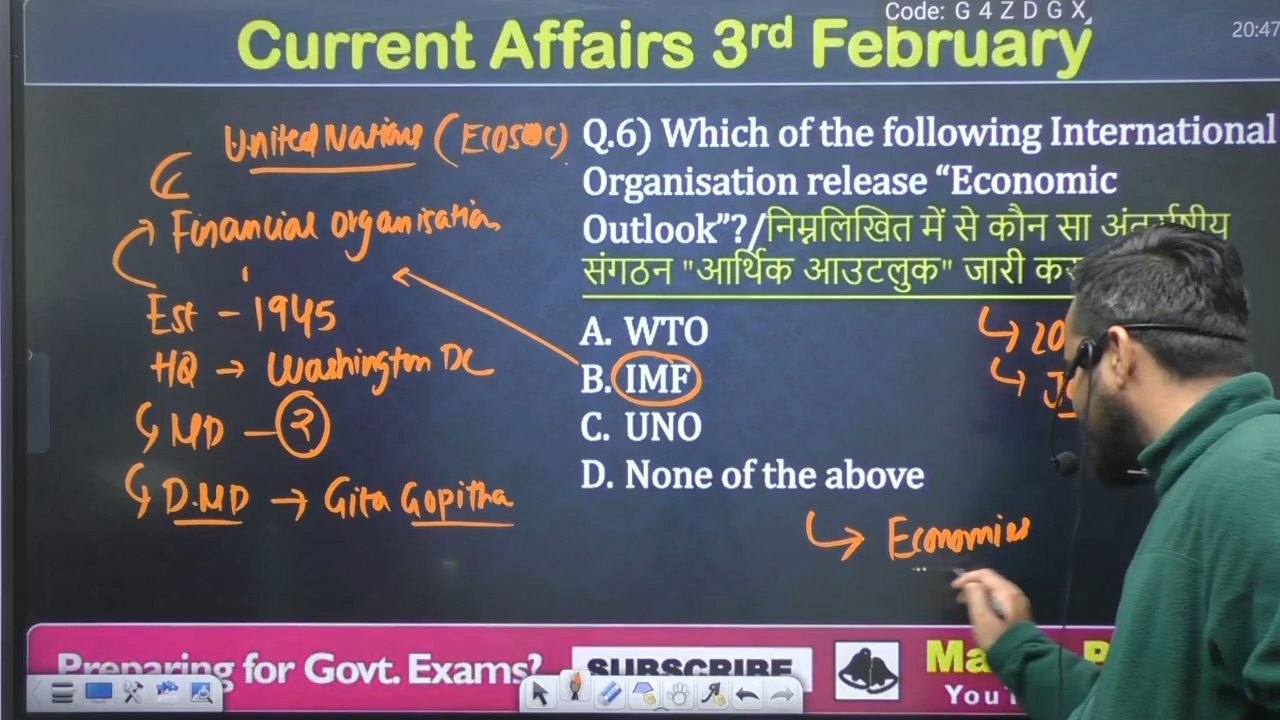 Code: G 4 Z D G X
20:47
Current Affairs 3rd February
United Nations (ECOSOC)
Financial organisation
Est - 1945
HQ → Washington DC
MD - ?
D.MD → Gita Gopitha
Q.6) Which of the following International
Organisation release “Economic
Outlook”?/निम्नलिखित में से कौन सा
संगठन "आर्थिक आउटलुक" जारी
A. WTO
B. IMF
C. UNO
D. None of the above
20
Economies
Preparing for Govt. Exams?
SUBSCRIBE